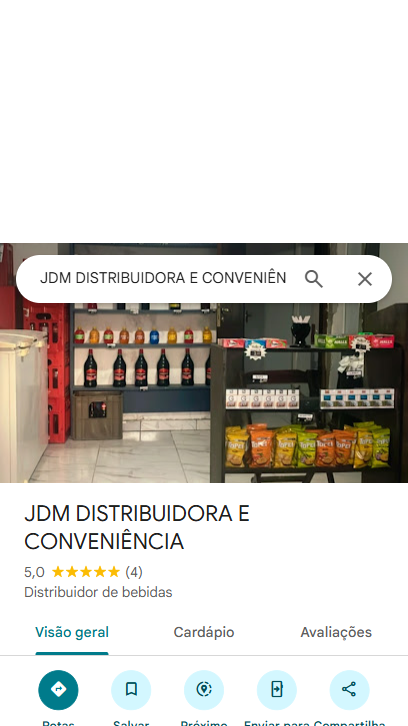 JDM DISTRIBUIDORA E CONVENIÊN
JDM DISTRIBUIDORA E
CONVENIÊNCIA
5,0 (4)
Distribuidor de bebidas
Visão geral Cardápio Avaliações
Rotas Salvar Próximo Enviar para Compartilha